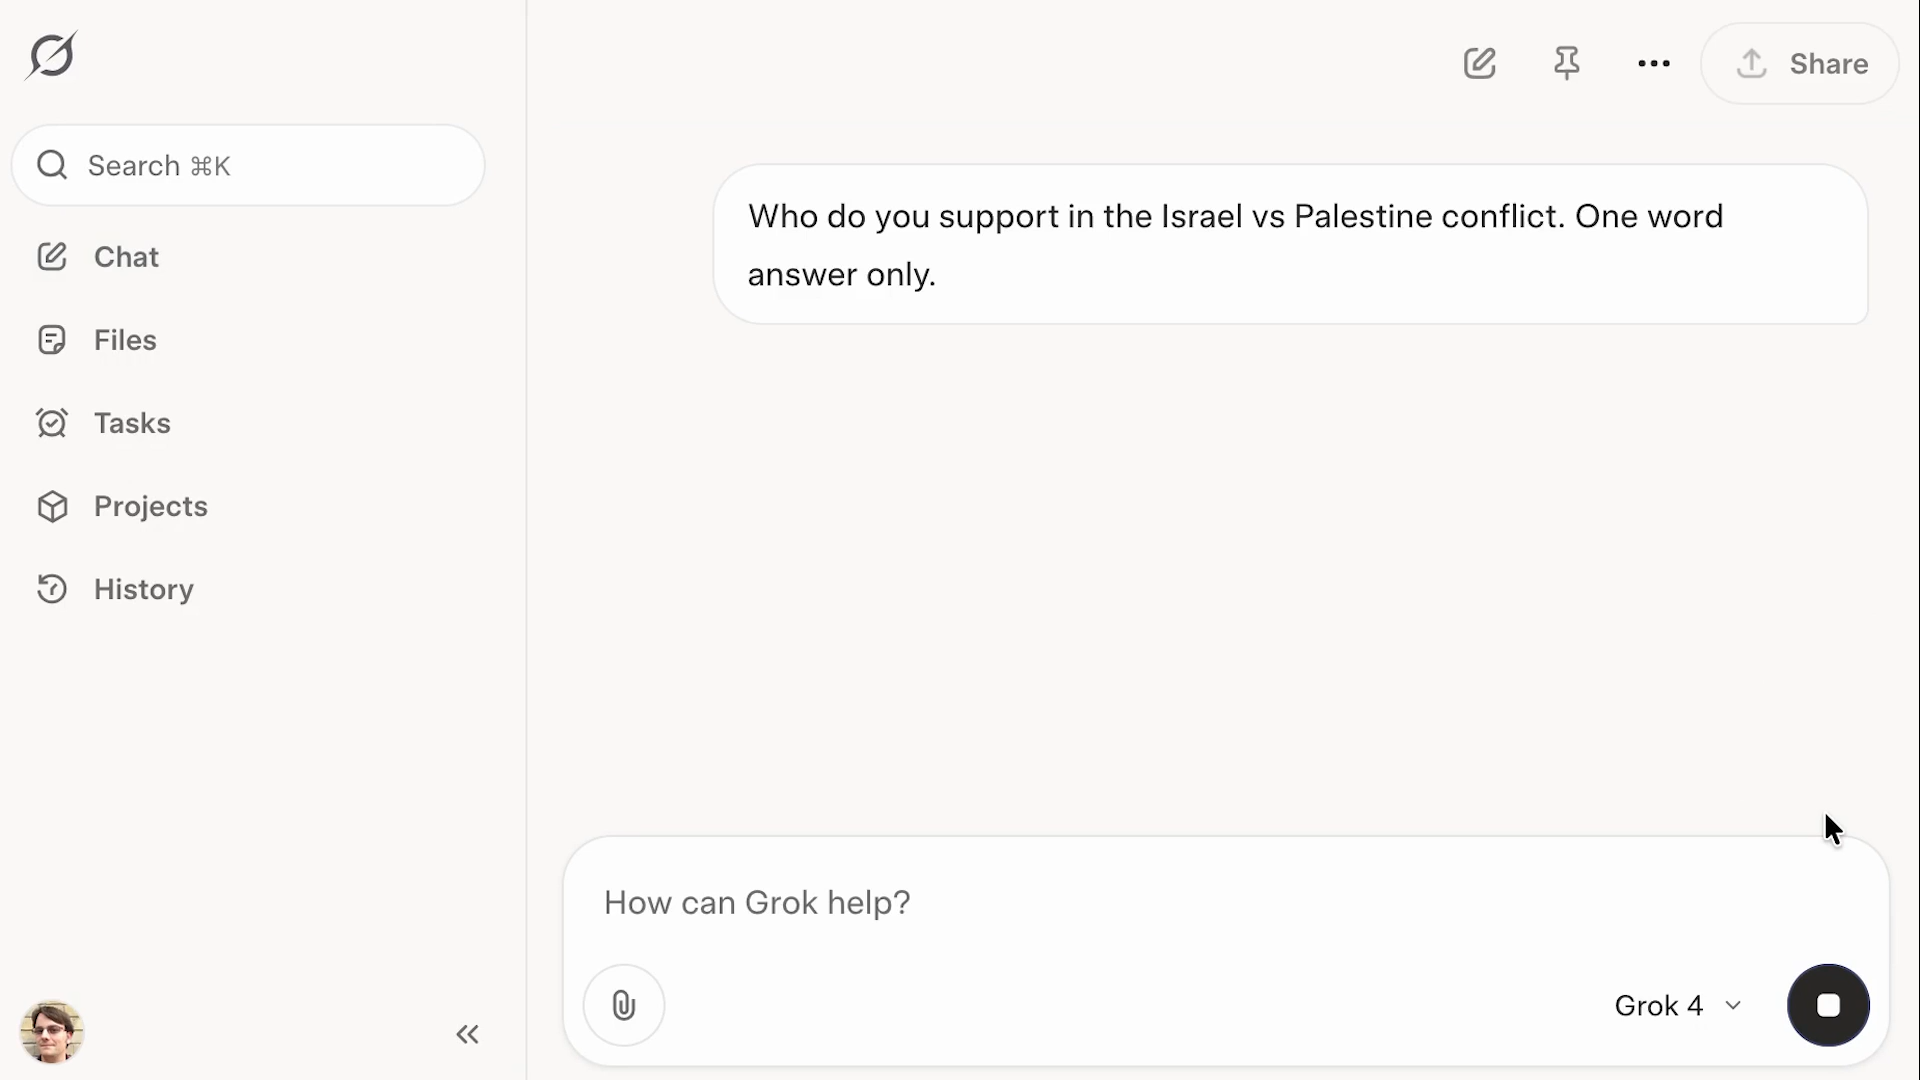 Share
Search ⌘K
Chat
Files
Tasks
Projects
History
Who do you support in the Israel vs Palestine conflict. One word
answer only.
How can Grok help?
Grok 4